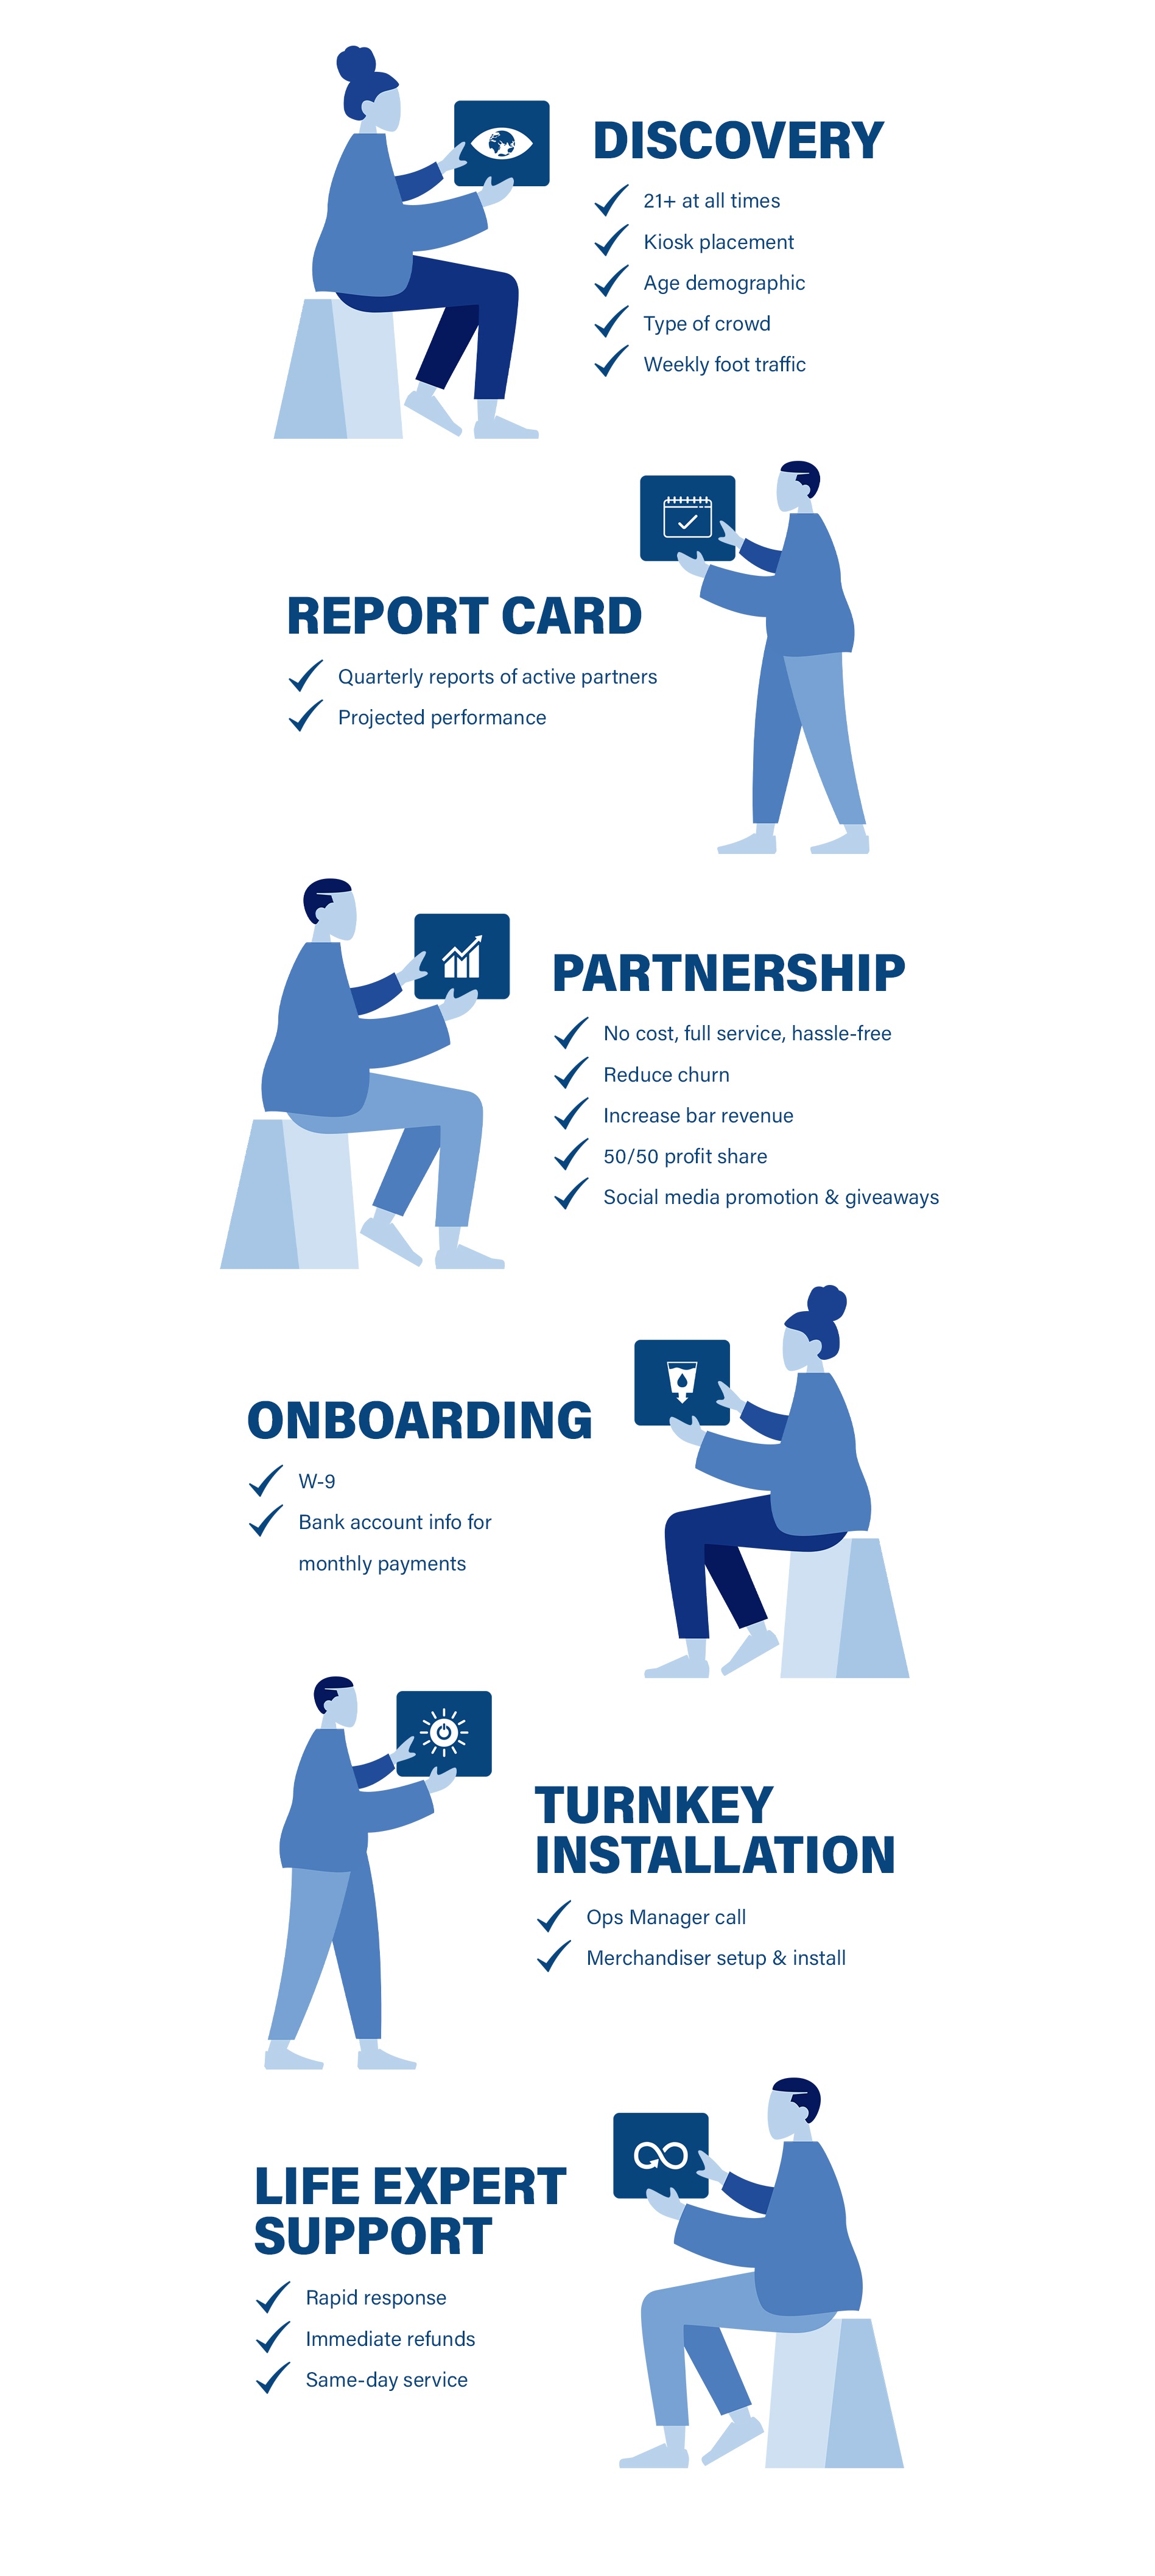 DISCOVERY
21+ at all times
Kiosk placement
Age demographic
Type of crowd
Weekly foot traffic
REPORT CARD
Quarterly reports of active partners
Projected performance
PARTNERSHIP
No cost, full service, hassle-free
Reduce churn
Increase bar revenue
50/50 profit share
Social media promotion & giveaways
ONBOARDING
W-9
Bank account info for
monthly payments
TURNKEY
INSTALLATION
Ops Manager call
Merchandiser setup & install
LIFE EXPERT
SUPPORT
Rapid response
Immediate refunds
Same-day service